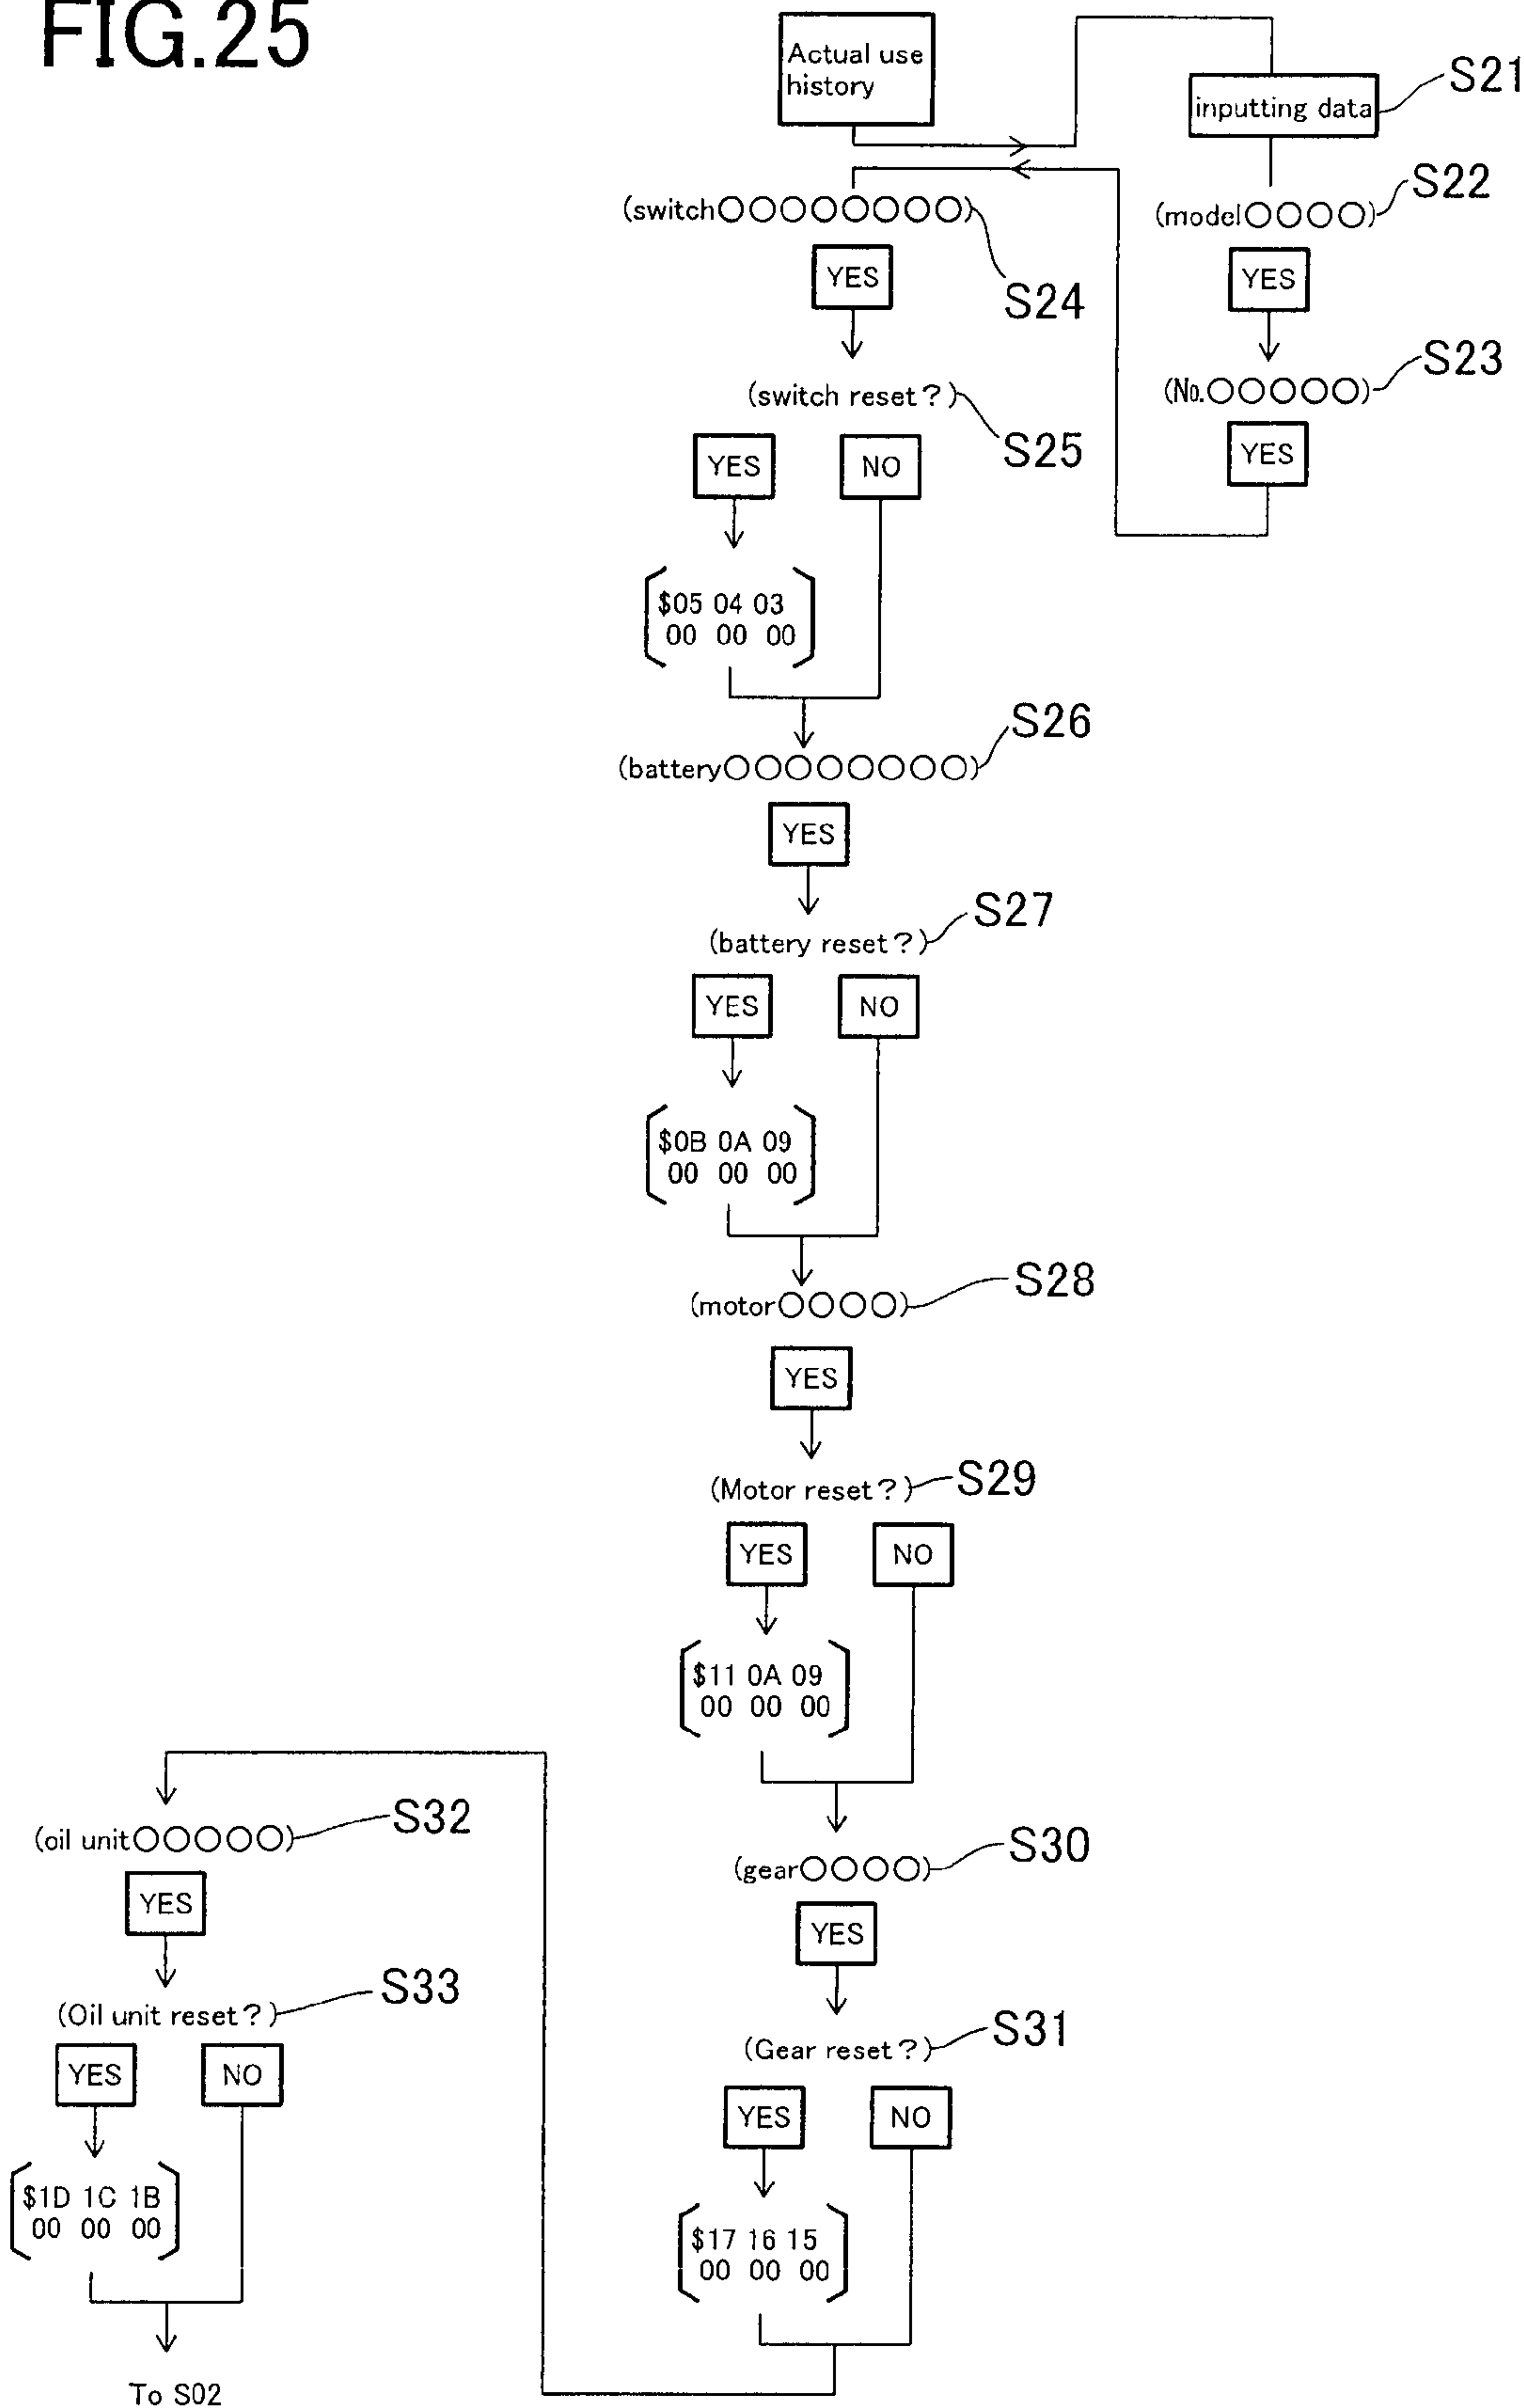 FIG.25
Actual use
history
inputting data
S21
(model○○○○)
S22
YES
(No.○○○○○)
S23
YES
(switch○○○○○○○○)
S24
YES
(switch reset?)
S25
YES
NO
$05 04 03
00 00 00
(battery○○○○○○○○)
S26
YES
(battery reset?)
S27
YES
NO
$0B 0A 09
00 00 00
(motor○○○○)
S28
YES
(Motor reset?)
S29
YES
NO
$11 0A 09
00 00 00
(gear○○○○)
S30
YES
(Gear reset?)
S31
YES
NO
$17 16 15
00 00 00
(oil unit○○○○○)
S32
YES
(Oil unit reset?)
S33
YES
NO
$1D 1C 1B
00 00 00
To S02